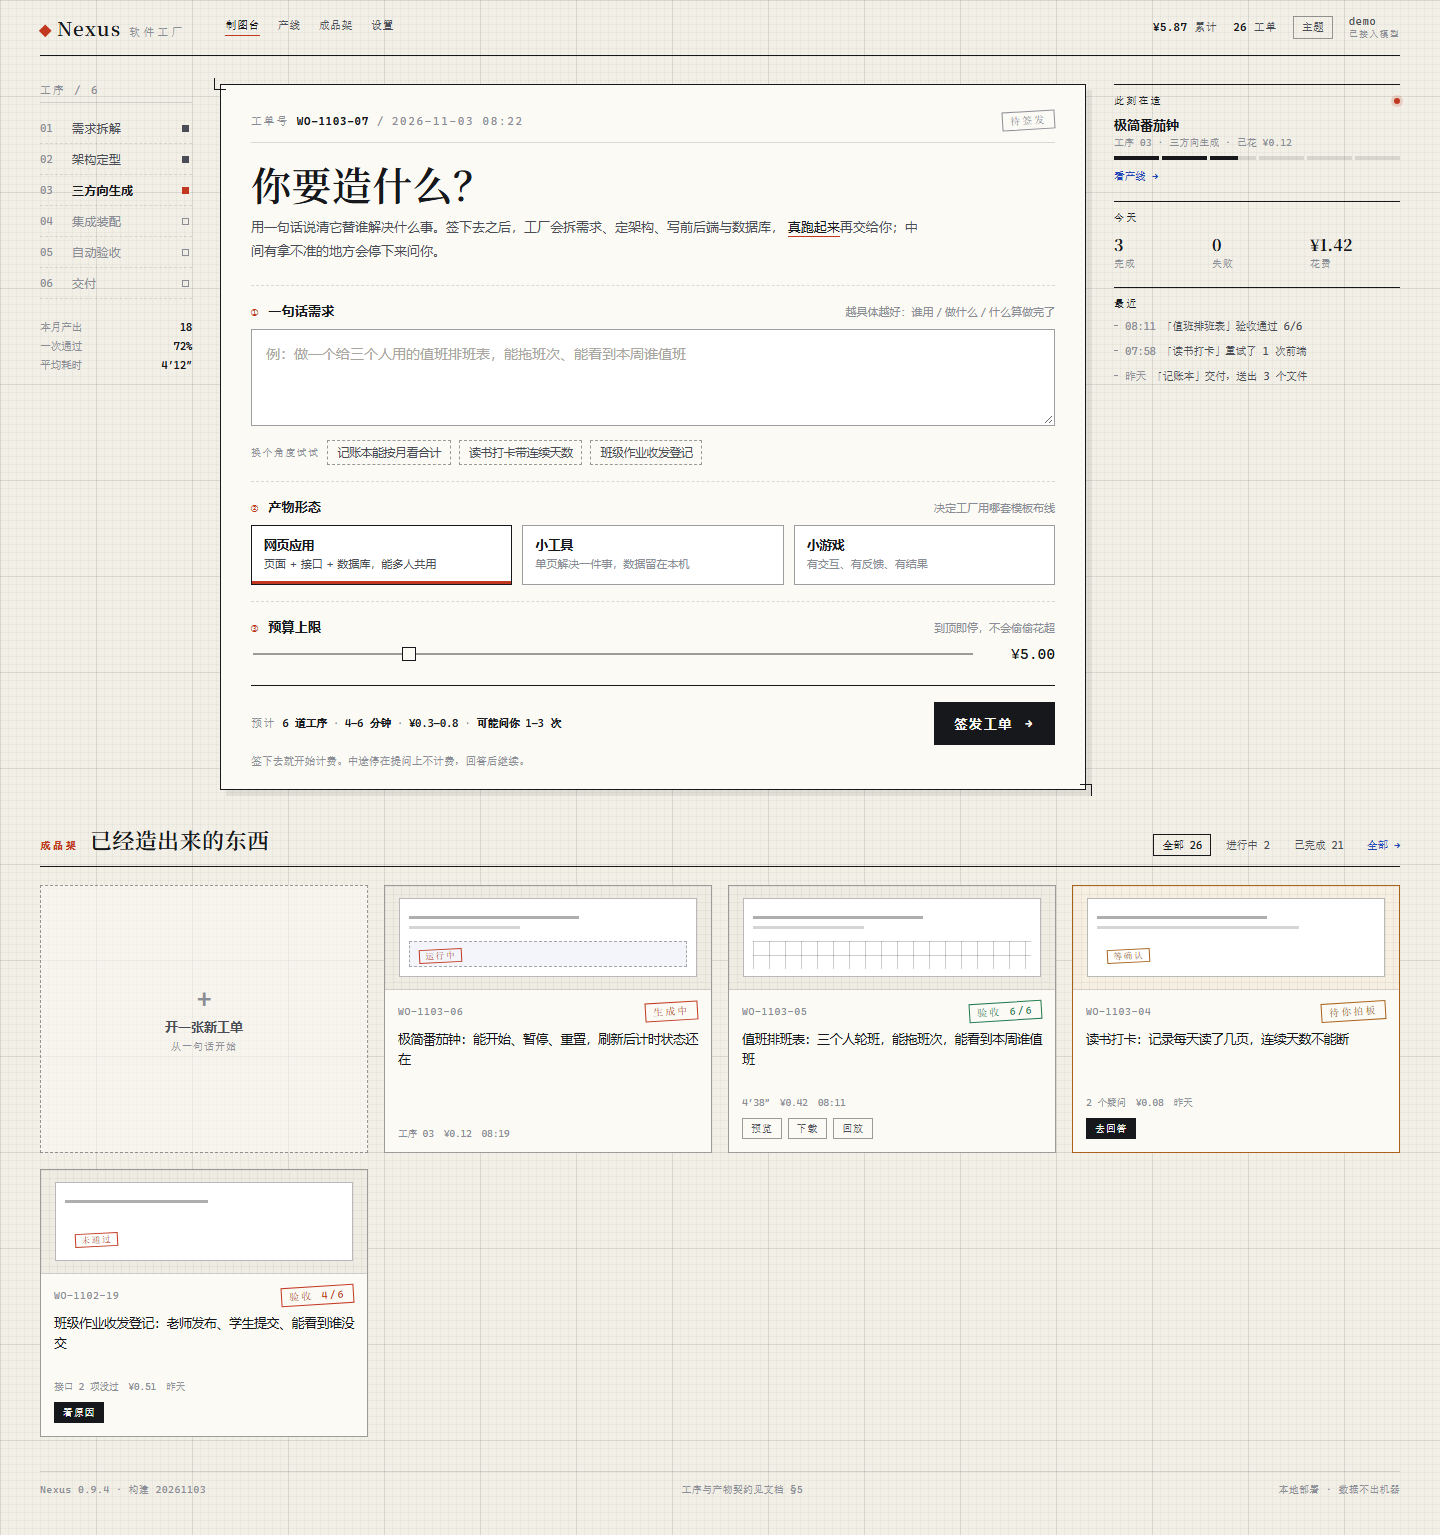 Nexus 软件工厂
制图台 产线 成品架 设置
¥5.87 累计 26 工单 主题 demo
已接入模型
工序 / 6
01 需求拆解
02 架构定型
03 三方向生成
04 集成装配
05 自动验收
06 交付
本月产出 18
一次通过 72%
平均耗时 4′12″
工单号 WO-1103-07 / 2026-11-03 08:22
待签发
你要造什么?
用一句话说清它替谁解决什么事。签下去之后，工厂会拆需求、定架构、写前后端与数据库， 真跑起来再交给你；中
间有拿不准的地方会停下来问你。
① 一句话需求 越具体越好：谁用 / 做什么 / 什么算做完了
例：做一个给三个人用的值班排班表，能拖班次、能看到本周谁值班
换个角度试试 记账本能按月看合计 读书打卡带连续天数 班级作业收发登记
② 产物形态 决定工厂用哪套模板布线
网页应用
页面 + 接口 + 数据库，能多人共用
小工具
单页解决一件事，数据留在本机
小游戏
有交互、有反馈、有结果
③ 预算上限 到顶即停，不会偷偷花超
¥5.00
预计 6 道工序 · 4–6 分钟 · ¥0.3–0.8 · 可能问你 1–3 次
签发工单 →
签下去就开始计费。中途停在提问上不计费，回答后继续。
此刻在造
极简番茄钟
工序 03 · 三方向生成 · 已花 ¥0.12
看产线 →
今天
3 0 ¥1.42
完成 失败 花费
最近
– 08:11 「值班排班表」验收通过 6/6
– 07:58 「读书打卡」重试了 1 次前端
– 昨天 「记账本」交付，送出 3 个文件
成品架 已经造出来的东西
全部 26 进行中 2 已完成 21 全部 →
+
开一张新工单
从一句话开始
运行中
WO-1103-06 生成中
极简番茄钟：能开始、暂停、重置，刷新后计时状态还
在
工序 03 ¥0.12 08:19
WO-1103-05 验收 6/6
值班排班表：三个人轮班，能拖班次，能看到本周谁值
班
4′38″ ¥0.42 08:11
预览 下载 回放
等确认
WO-1103-04 待你拍板
读书打卡：记录每天读了几页，连续天数不能断
2 个疑问 ¥0.08 昨天
去回答
未通过
WO-1102-19 验收 4/6
班级作业收发登记：老师发布、学生提交、能看到谁没
交
接口 2 项没过 ¥0.51 昨天
看原因
Nexus 0.9.4 · 构建 20261103
工序与产物契约见文档 §5
本地部署 · 数据不出机器